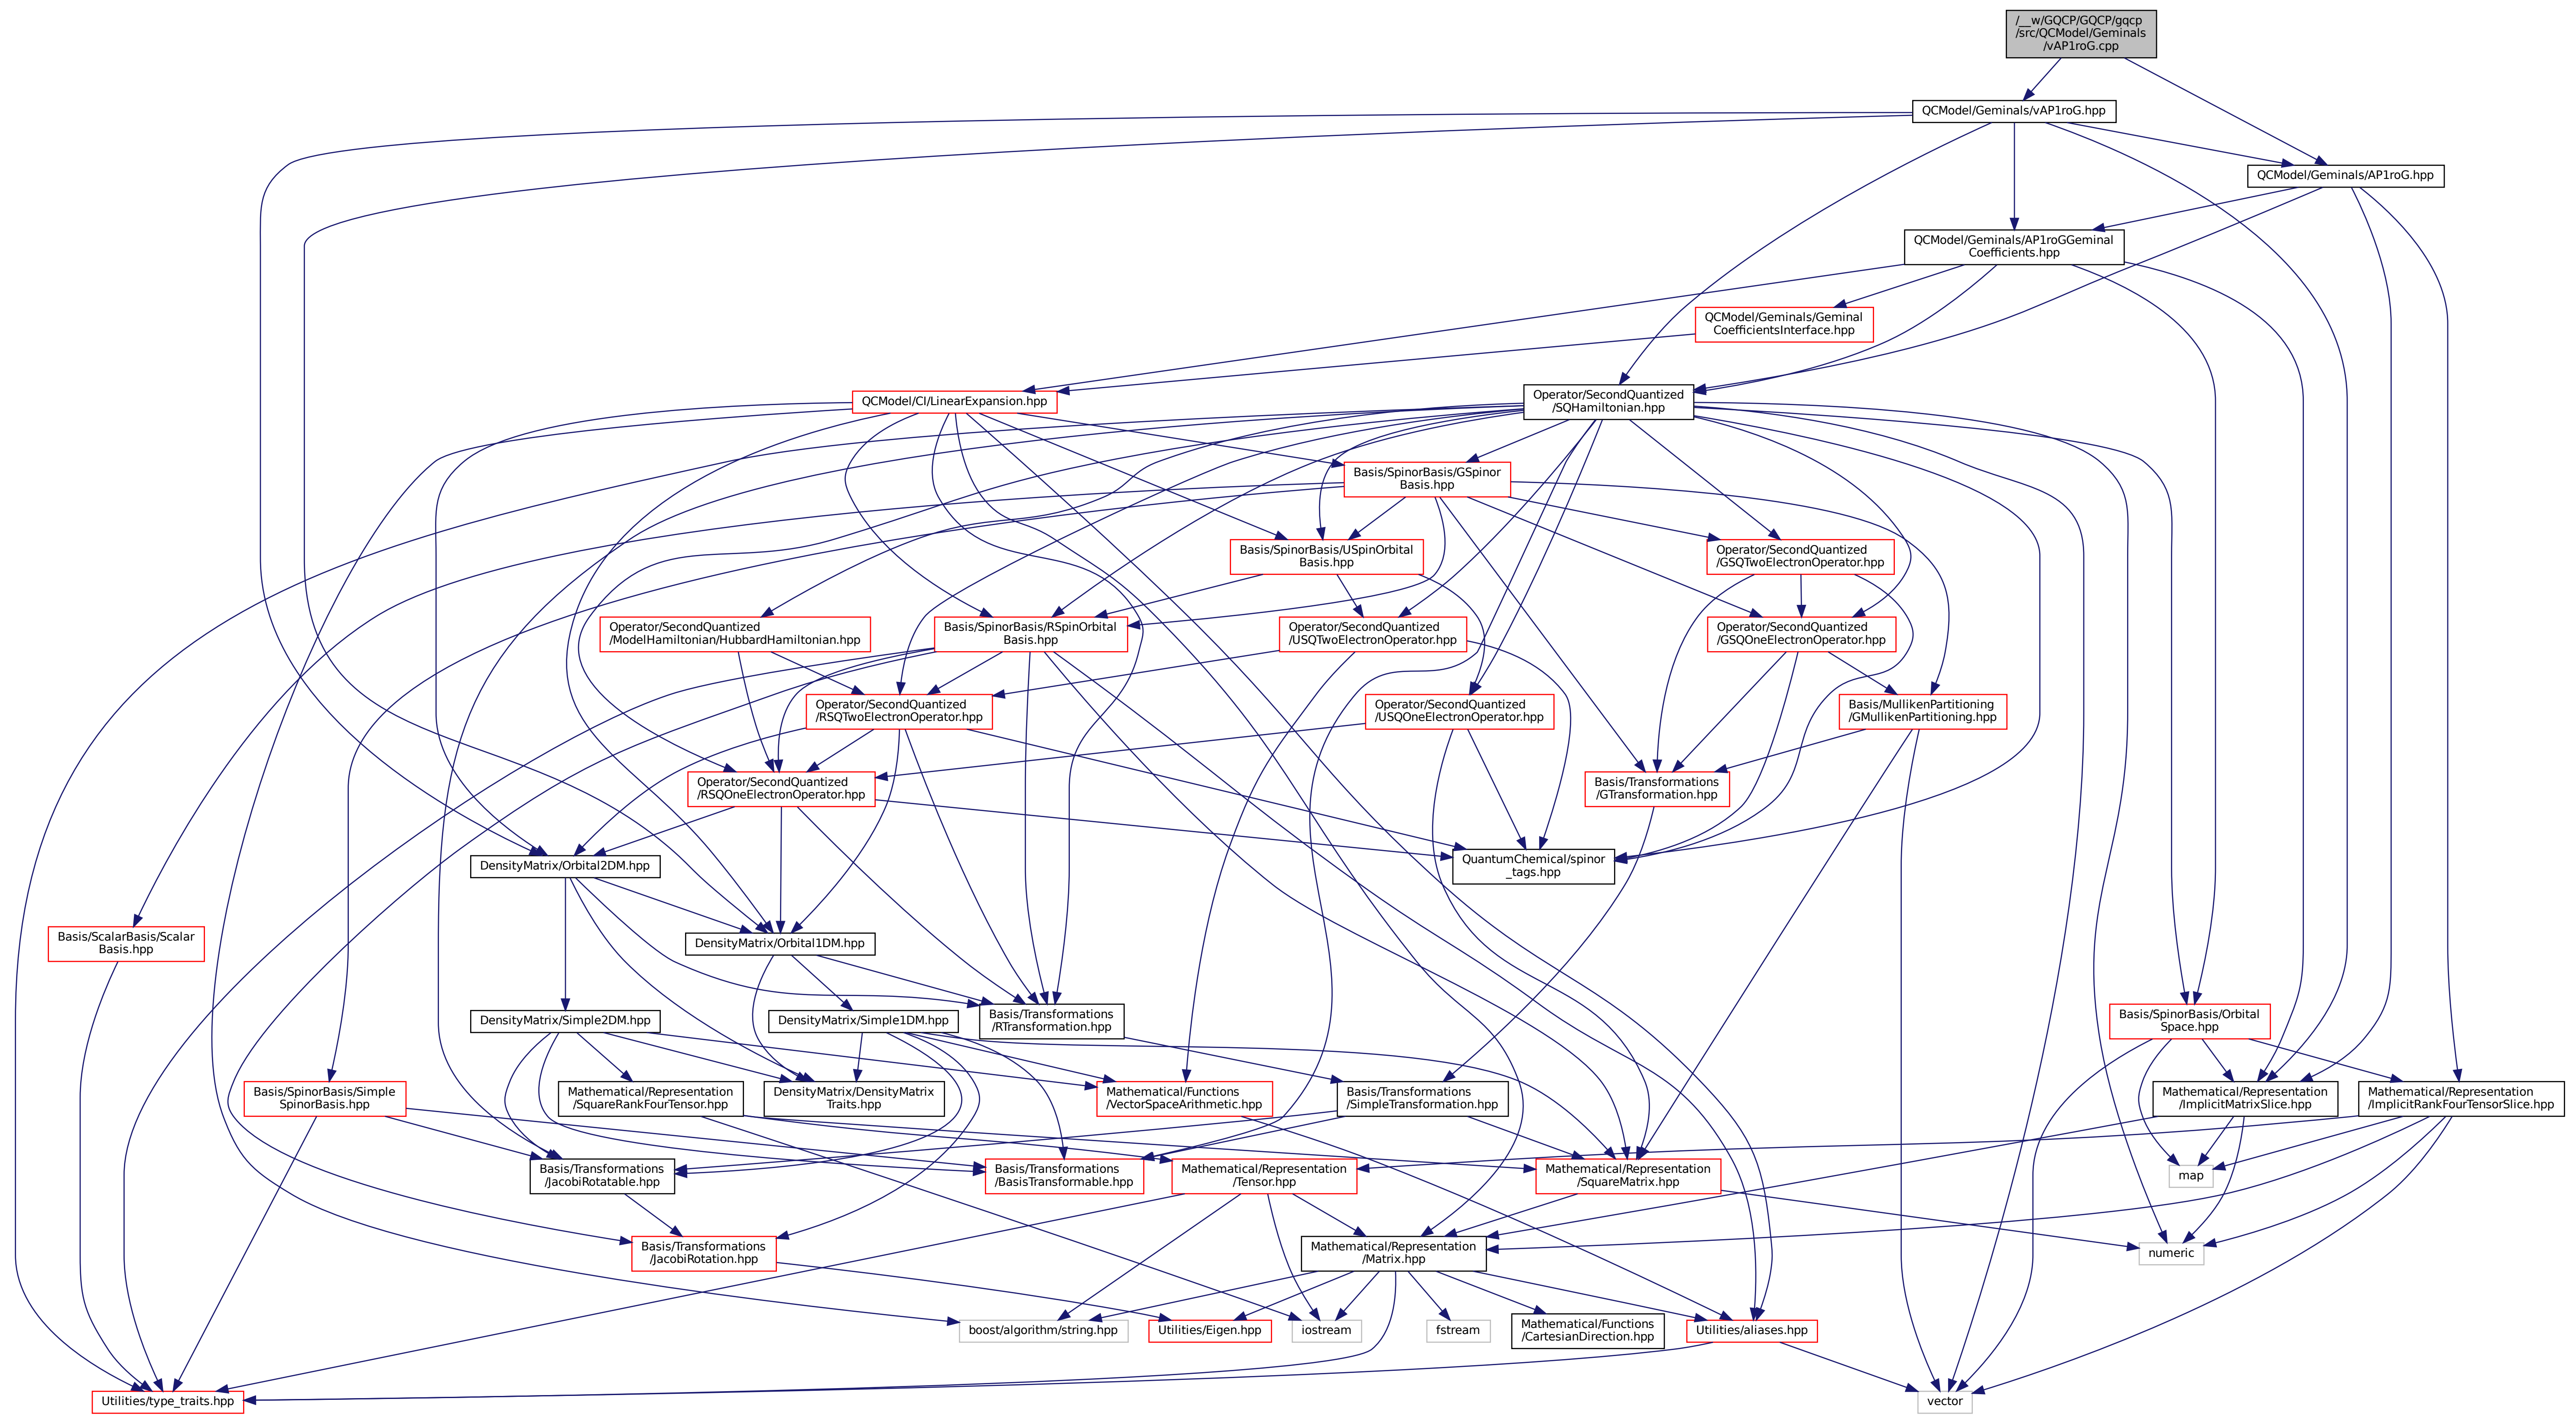 /__w/GQCP/GQCP/gqcp
/src/QCModel/Geminals
/vAP1roG.cpp
QCModel/Geminals/vAP1roG.hpp
QCModel/Geminals/AP1roG.hpp
QCModel/Geminals/AP1roGGeminal
Coefficients.hpp
QCModel/Geminals/Geminal
CoefficientsInterface.hpp
QCModel/CI/LinearExpansion.hpp
Operator/SecondQuantized
/SQHamiltonian.hpp
Basis/SpinorBasis/GSpinor
Basis.hpp
Basis/SpinorBasis/USpinOrbital
Basis.hpp
Operator/SecondQuantized
/GSQTwoElectronOperator.hpp
Operator/SecondQuantized
/ModelHamiltonian/HubbardHamiltonian.hpp
Basis/SpinorBasis/RSpinOrbital
Basis.hpp
Operator/SecondQuantized
/USQTwoElectronOperator.hpp
Operator/SecondQuantized
/GSQOneElectronOperator.hpp
Operator/SecondQuantized
/RSQTwoElectronOperator.hpp
Operator/SecondQuantized
/USQOneElectronOperator.hpp
Basis/MullikenPartitioning
/GMullikenPartitioning.hpp
Operator/SecondQuantized
/RSQOneElectronOperator.hpp
Basis/Transformations
/GTransformation.hpp
DensityMatrix/Orbital2DM.hpp
QuantumChemical/spinor
_tags.hpp
Basis/ScalarBasis/Scalar
Basis.hpp
DensityMatrix/Orbital1DM.hpp
DensityMatrix/Simple2DM.hpp
DensityMatrix/Simple1DM.hpp
Basis/Transformations
/RTransformation.hpp
Basis/SpinorBasis/Orbital
Space.hpp
Basis/SpinorBasis/Simple
SpinorBasis.hpp
Mathematical/Representation
/SquareRankFourTensor.hpp
DensityMatrix/DensityMatrix
Traits.hpp
Mathematical/Functions
/VectorSpaceArithmetic.hpp
Basis/Transformations
/SimpleTransformation.hpp
Mathematical/Representation
/ImplicitMatrixSlice.hpp
Mathematical/Representation
/ImplicitRankFourTensorSlice.hpp
Basis/Transformations
/JacobiRotatable.hpp
Basis/Transformations
/BasisTransformable.hpp
Mathematical/Representation
/Tensor.hpp
Mathematical/Representation
/SquareMatrix.hpp
map
Basis/Transformations
/JacobiRotation.hpp
Mathematical/Representation
/Matrix.hpp
numeric
boost/algorithm/string.hpp
Utilities/Eigen.hpp
iostream
fstream
Mathematical/Functions
/CartesianDirection.hpp
Utilities/aliases.hpp
Utilities/type_traits.hpp
vector